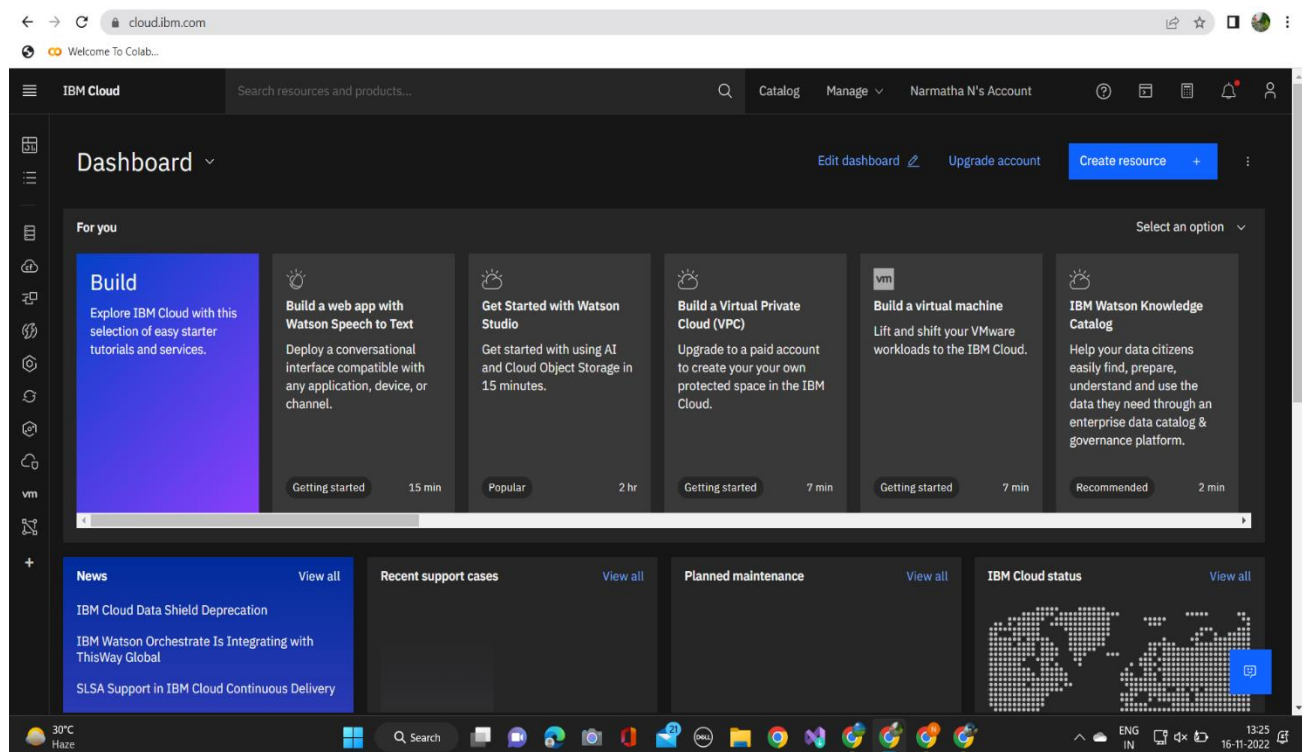 cloud.ibm.com
Welcome To Colab...
IBM Cloud
Search resources and products...
Catalog
Manage
Narmatha N's Account
Dashboard
Edit dashboard
Upgrade account
Create resource +
For you
Select an option
Build
Explore IBM Cloud with this
selection of easy starter
tutorials and services.
Build a web app with
Watson Speech to Text
Deploy a conversational
interface compatible with
any application, device, or
channel.
Getting started
15 min
Get Started with Watson
Studio
Get started with using AI
and Cloud Object Storage in
15 minutes.
Popular
2 hr
Build a Virtual Private
Cloud (VPC)
Upgrade to a paid account
to create your your own
protected space in the IBM
Cloud.
Getting started
7 min
vm
Build a virtual machine
Lift and shift your VMware
workloads to the IBM Cloud.
Getting started
7 min
IBM Watson Knowledge
Catalog
Help your data citizens
easily find, prepare,
understand and use the
data they need through an
enterprise data catalog &
governance platform.
Recommended
2 min
vm
News
View all
IBM Cloud Data Shield Deprecation
IBM Watson Orchestrate Is Integrating with
ThisWay Global
SLSA Support in IBM Cloud Continuous Delivery
Recent support cases
View all
Planned maintenance
View all
IBM Cloud status
View all
30°C
Haze
Search
21
DELL
ENG
IN
13:25
16-11-2022